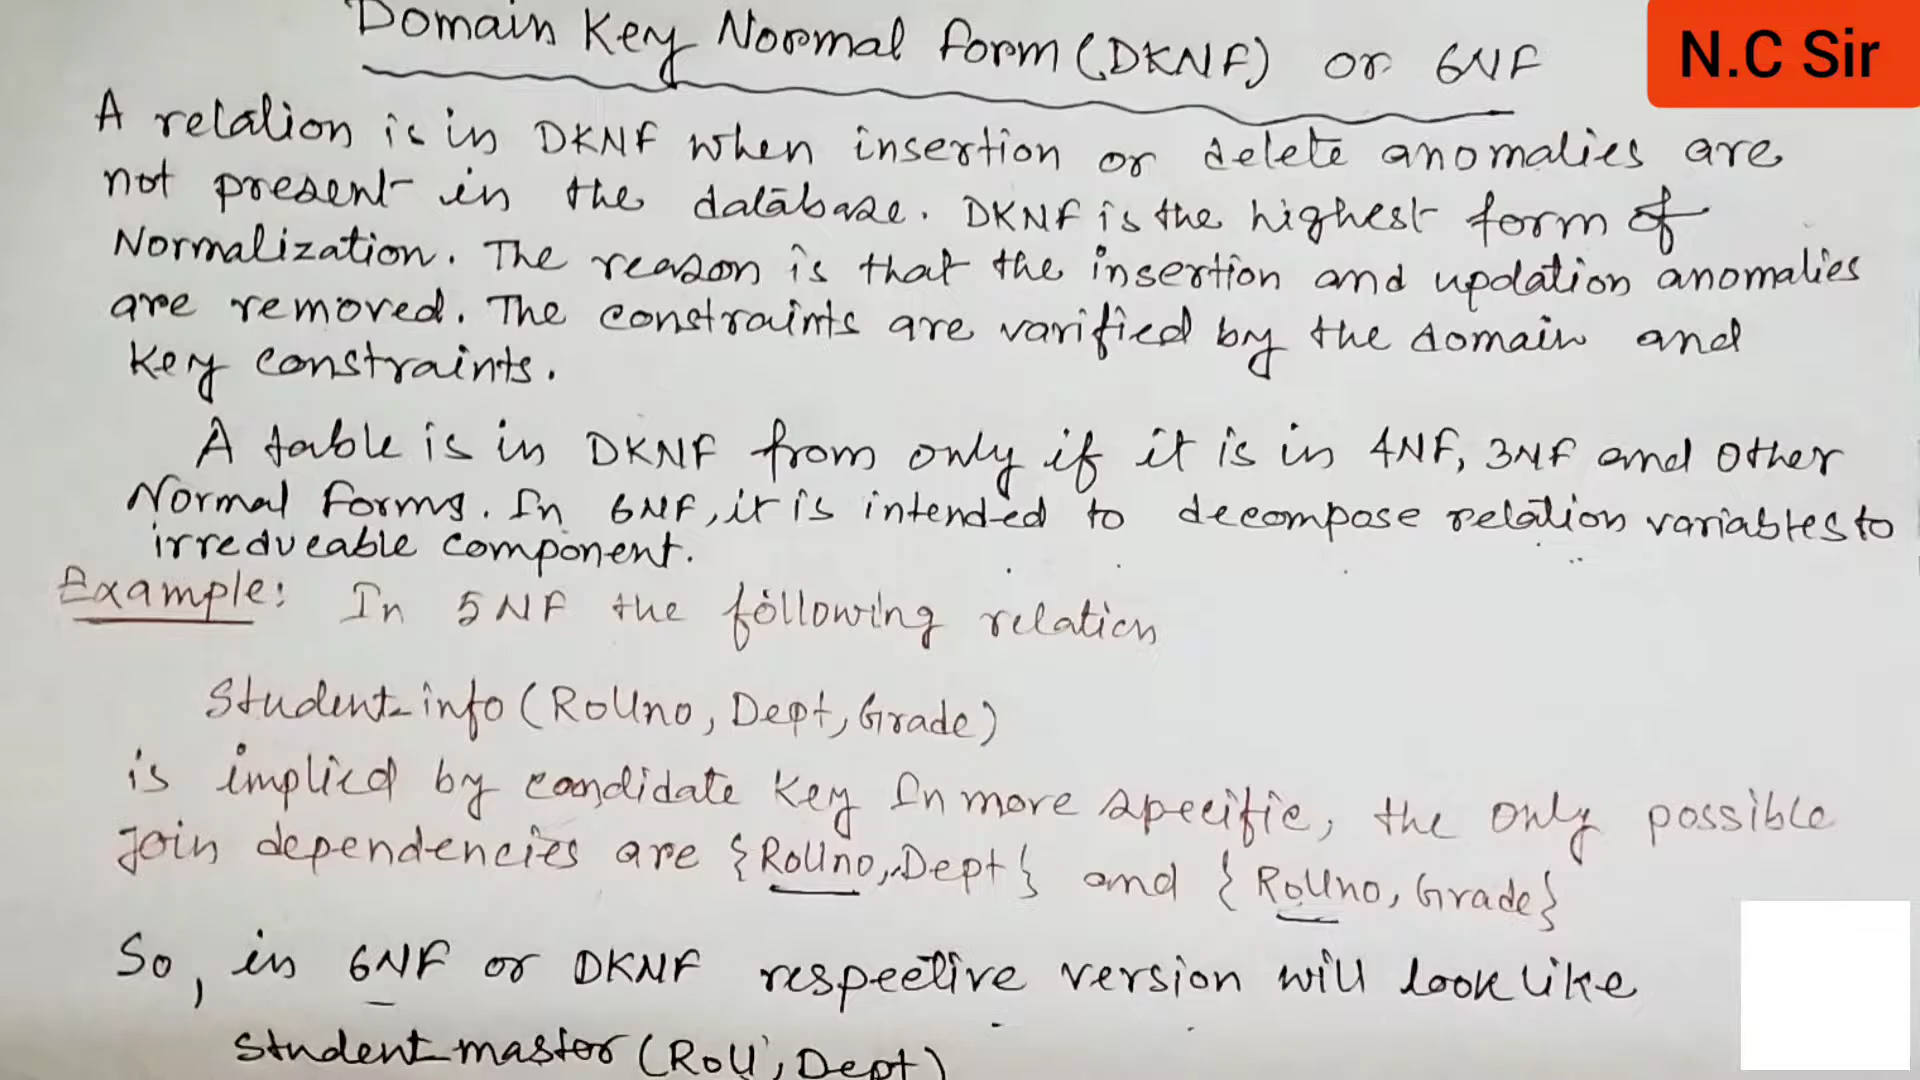 Domain Key Normal Form (DKNF) or 6NF
N.C Sir
A relation is in DKNF when insertion or delete anomalies are
not present in the database. DKNF is the highest form of
Normalization. The reason is that the insertion and updation anomalies
are removed. The constraints are varified by the domain and
key constraints.
A table is in DKNF from only if it is in 4NF, 3NF and other
Normal Forms. In 6NF, it is intended to decompose relation variables to
irredueable component.
Example: In 5NF the following relation
Student-info (Rollno, Dept, Grade)
is implied by candidate key In more specific, the only possible
Join dependencies are {Rollno, Dept} and {Rollno, Grade}
So, in 6NF or DKNF respective version will look like
Student-master (Roll, Dept)